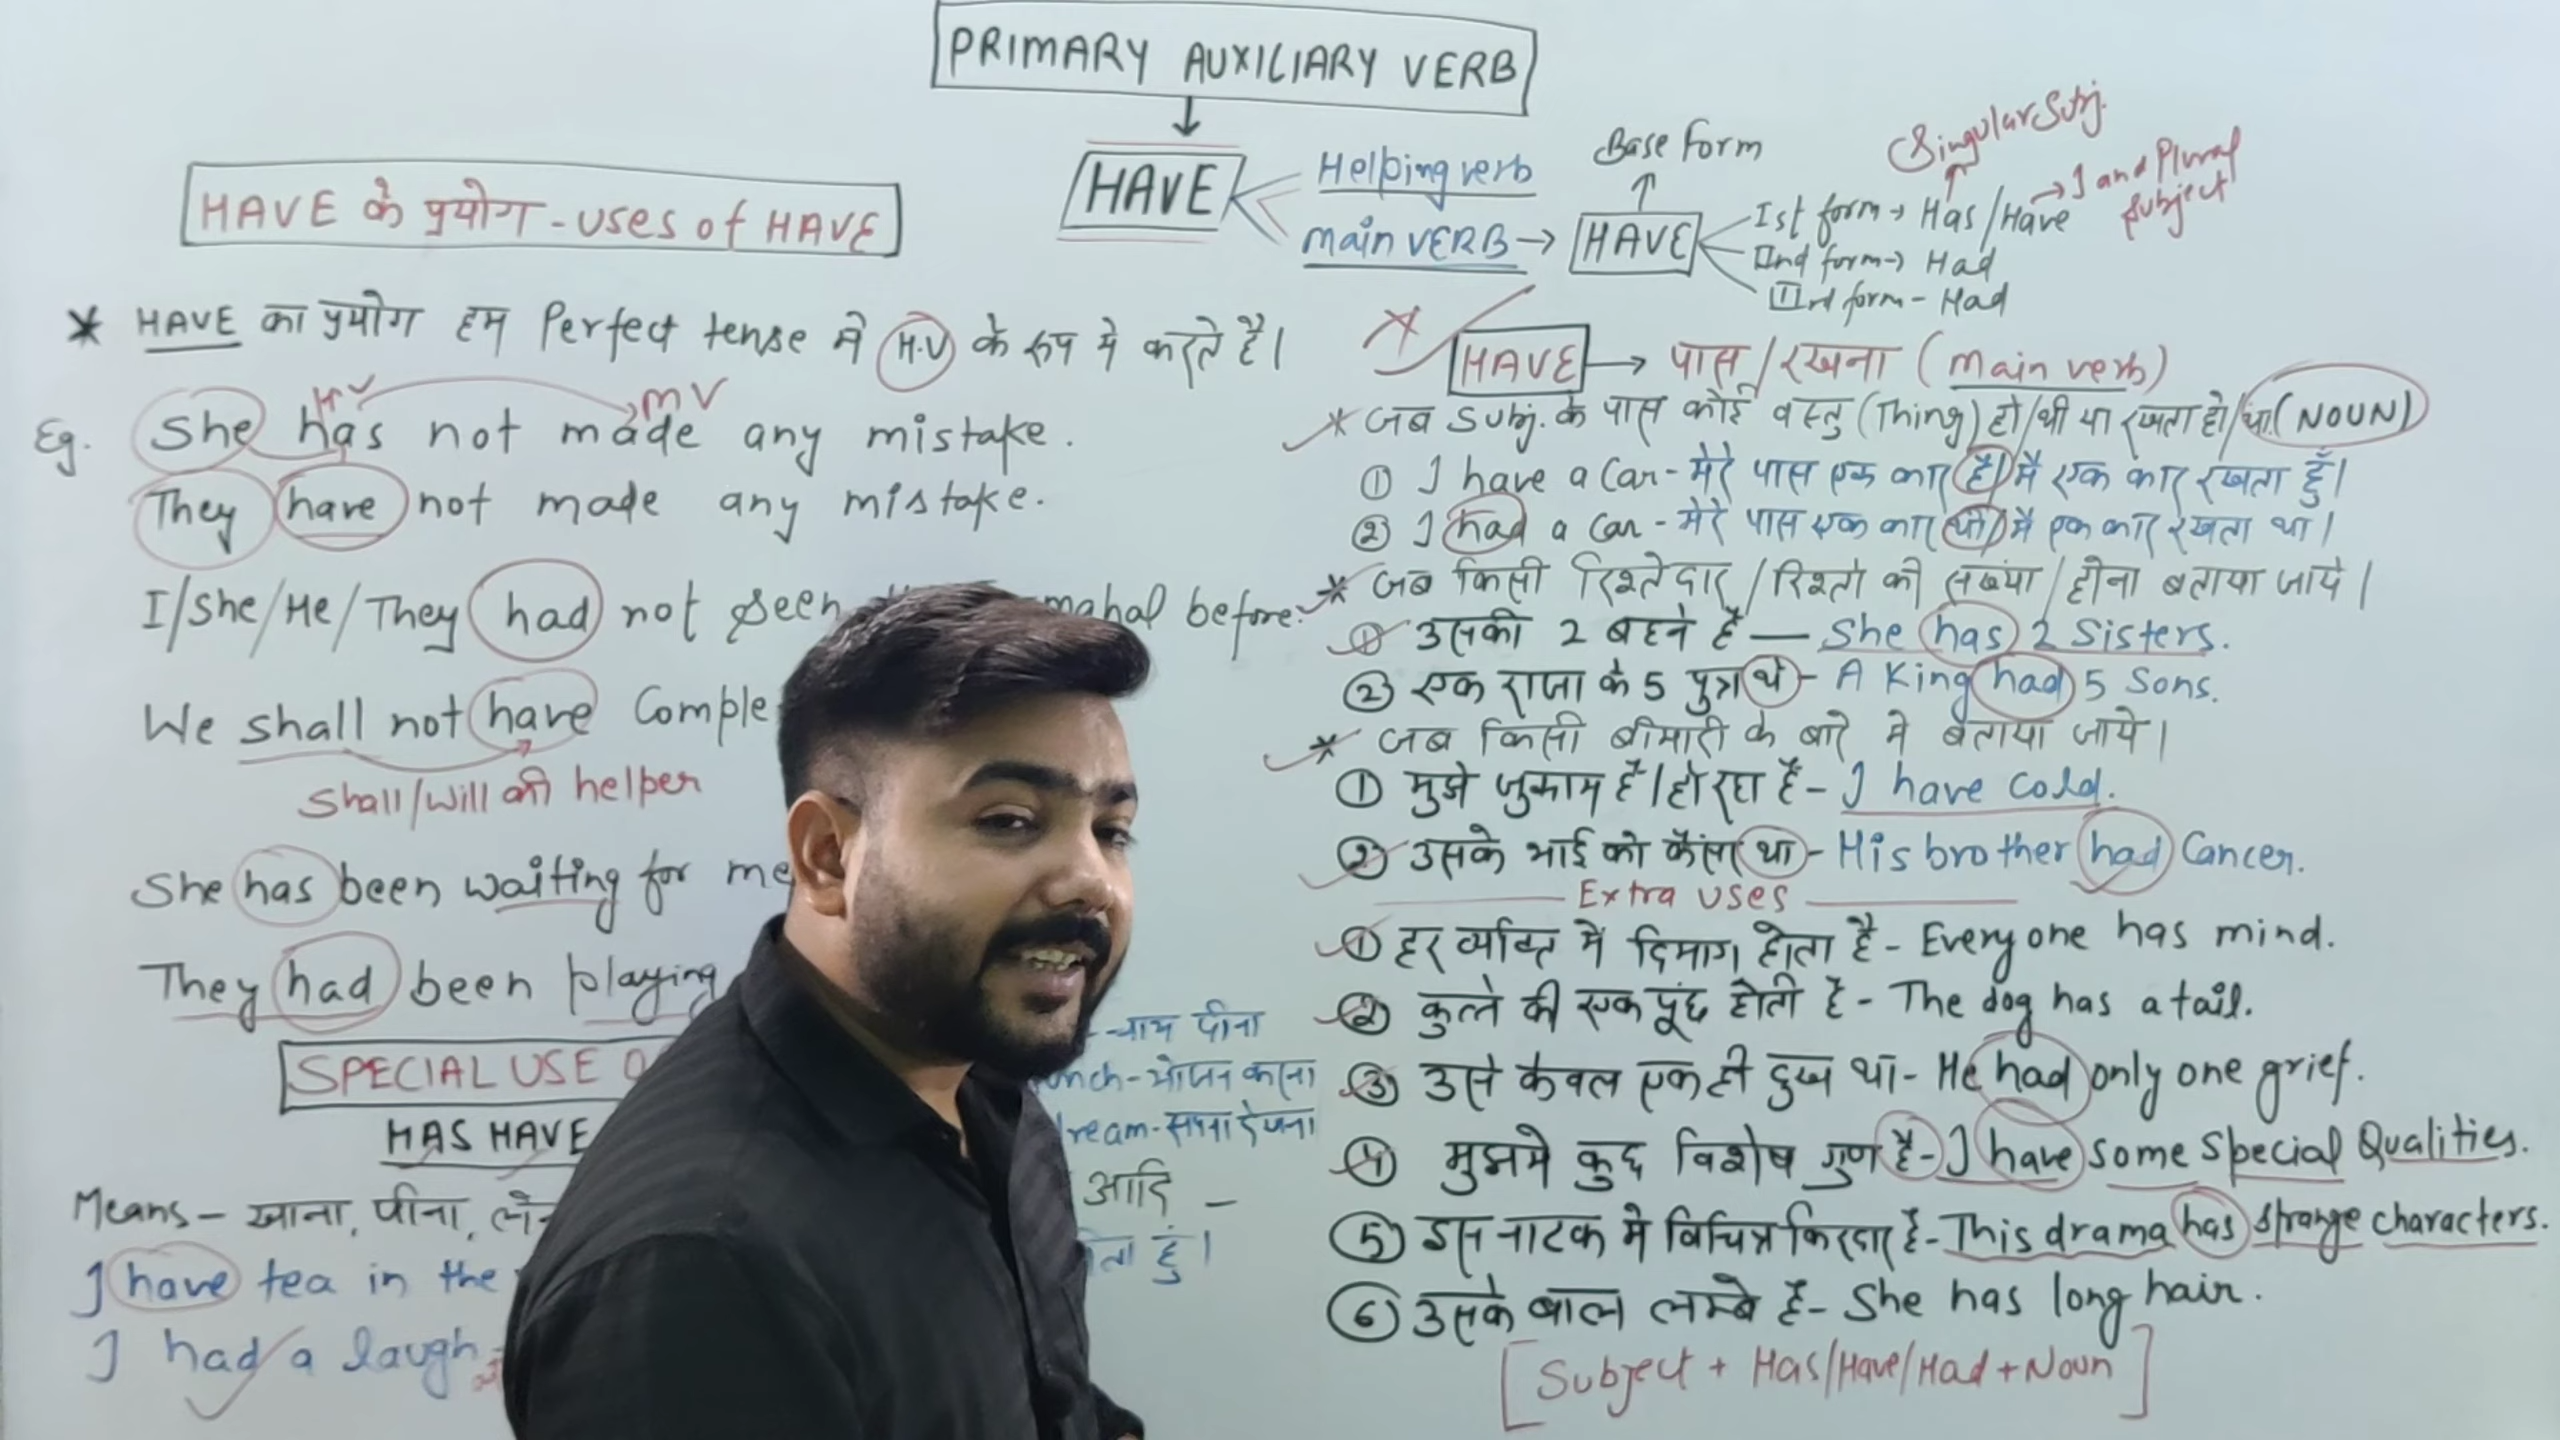 PRIMARY AUXILIARY VERB
HAVE
Helping verb
main VERB → HAVE
Base form
Ist form → Has/Have
Singular Subj.
→ I and Plural Subject
IInd form → Had
IIIrd form - Had
HAVE के प्रयोग - uses of HAVE
* HAVE का प्रयोग हम Perfect tense मे H.V के रूप मे करते है।
H V
m V
Eg. She has not made any mistake.
They have not made any mistake.
I/She/He/They had not seen mahal before.
We shall not have
Shall/will की helper
She has been waiting for me
They had been playing
SPECIAL USE
HAS HAVE
Means - खाना, पीना,
I have tea in the
I had a laugh
- चाय पीना
- भोजन करना
- सपना देखना
आदि -
हुं।
HAVE → पास/रखना (main verb)
* जब Subj. के पास कोई वस्तु (Thing) हो/थी या रखता हो/था (NOUN)
① I have a Car - मेरे पास एक कार है/मै एक कार रखता हूँ।
② I had a Car - मेरे पास एक कार थी/मै एक कार रखता था।
* जब किसी रिश्तेदार/रिश्तो की संख्या/होना बताया जाये।
① उसकी 2 बहने है — She has 2 Sisters.
② एक राजा के 5 पुत्र थे - A King had 5 Sons.
* जब किसी बीमारी के बारे मे बताया जाये।
① मुझे जुकाम है/हो रहा है - I have cold.
② उसके भाई को कैंसर था - His brother had Cancer.
Extra uses
① हर व्यक्ति में दिमाग होता है - Everyone has mind.
② कुत्ते की एक पूंछ होती है - The dog has a tail.
③ उसे केवल एक ही दुख था - He had only one grief.
④ मुझमे कुछ विशेष गुण है - I have some special Qualities.
⑤ इस नाटक मे विचित्र किरदार है - This drama has strange characters.
⑥ उसके बाल लम्बे है - She has long hair.
[Subject + Has/Have/Had + Noun]